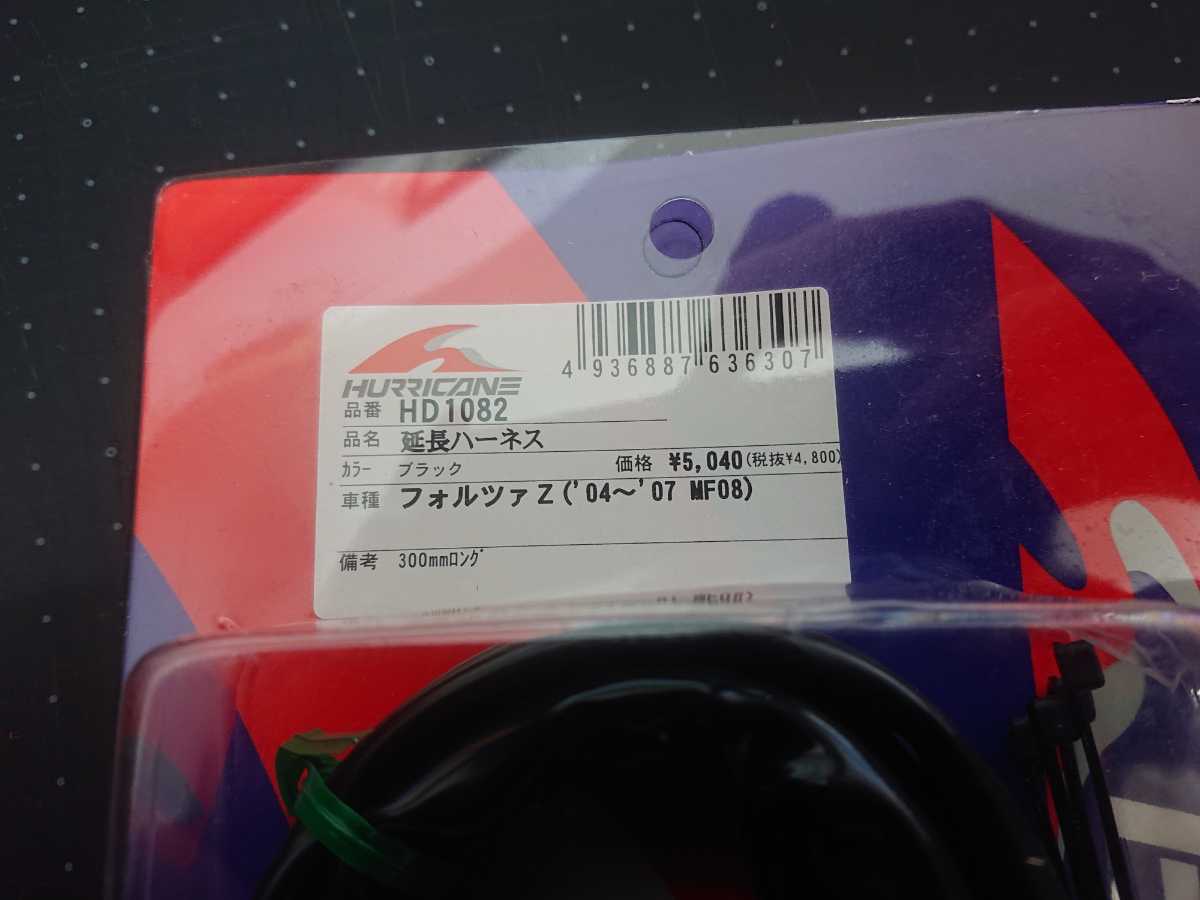 4 936887 636307
HURRICANE
品番 HD1082
品名 延長ハーネス
ｶﾗｰ ブラック 価格 ¥5,040(税抜¥4,800)
車種 フォルツァZ('04〜'07 MF08)
備考 300mmﾛﾝｸﾞ